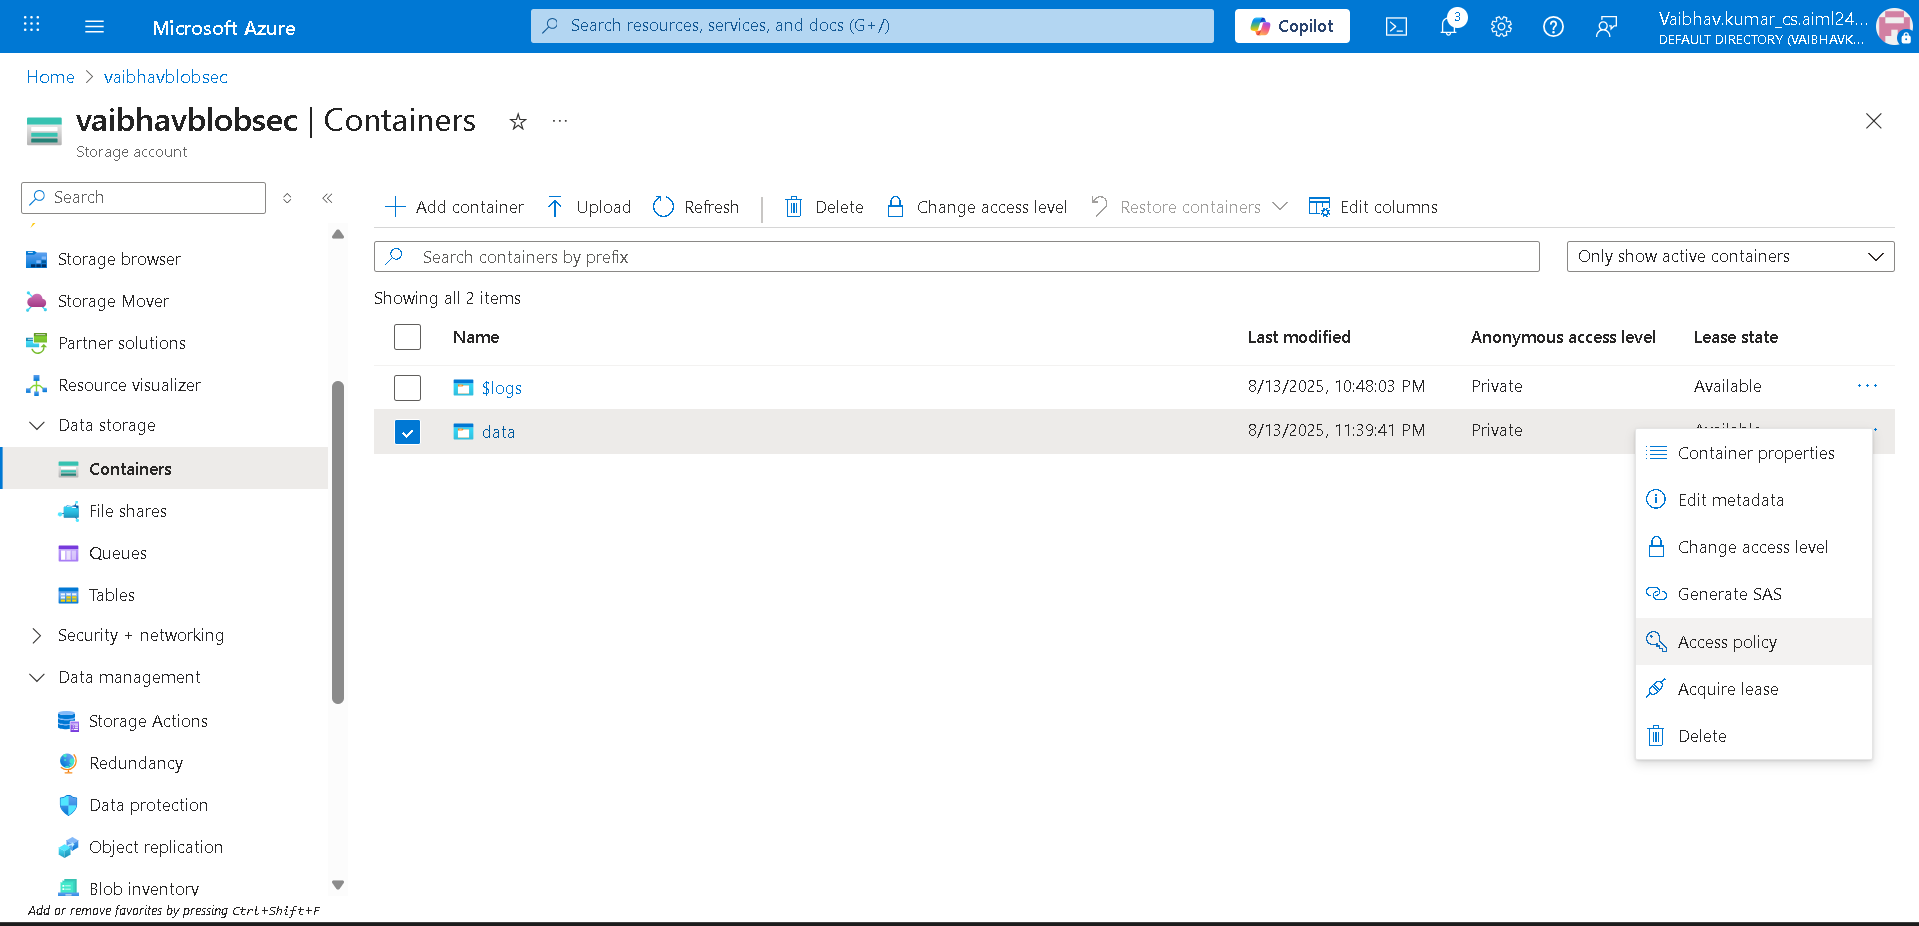 Microsoft Azure
Search resources, services, and docs (G+/)
Copilot
3
Vaibhav.kumar_cs.aiml24...
DEFAULT DIRECTORY (VAIBHAVK...
Home > vaibhavblobsec
vaibhavblobsec | Containers
Storage account
Search
Add container
Upload
Refresh
Delete
Change access level
Restore containers
Edit columns
Search containers by prefix
Only show active containers
Showing all 2 items
Name Last modified Anonymous access level Lease state
$logs 8/13/2025, 10:48:03 PM Private Available
data 8/13/2025, 11:39:41 PM Private
Container properties
Edit metadata
Change access level
Generate SAS
Access policy
Acquire lease
Delete
Storage browser
Storage Mover
Partner solutions
Resource visualizer
Data storage
Containers
File shares
Queues
Tables
Security + networking
Data management
Storage Actions
Redundancy
Data protection
Object replication
Blob inventory
Add or remove favorites by pressing Ctrl+Shift+F